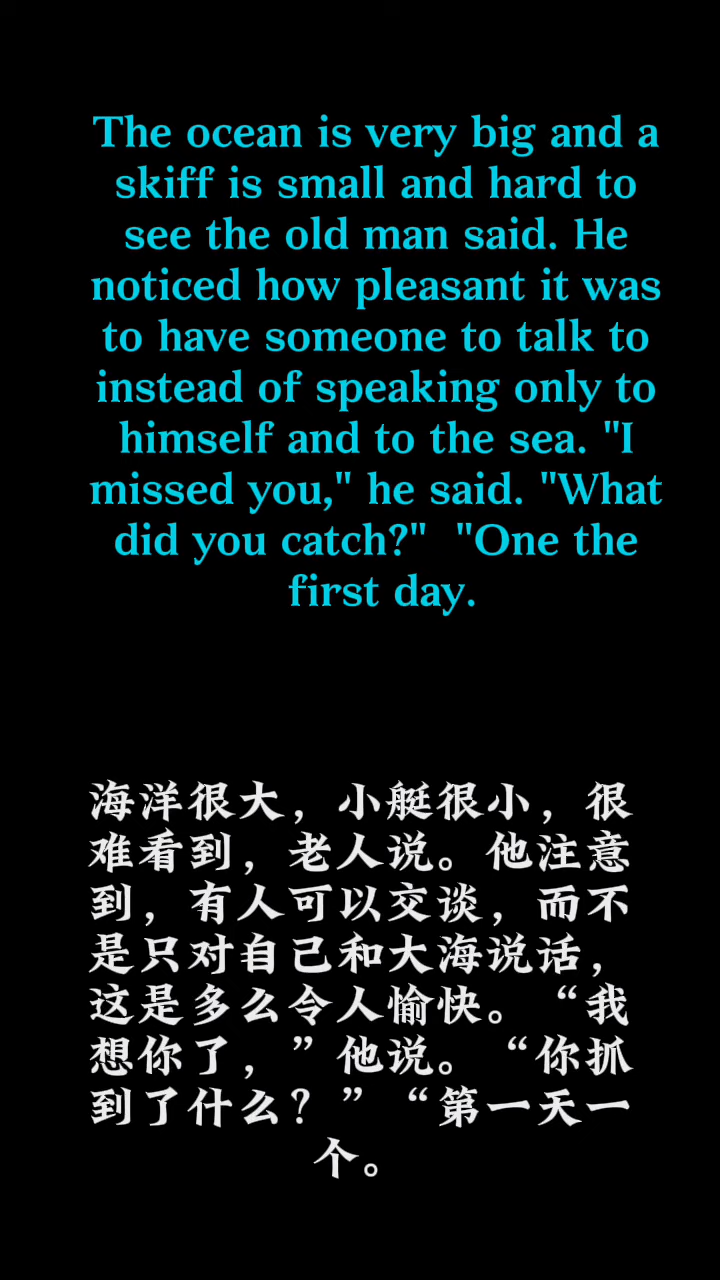 The ocean is very big and a
skiff is small and hard to
see the old man said. He
noticed how pleasant it was
to have someone to talk to
instead of speaking only to
himself and to the sea. "I
missed you," he said. "What
did you catch?"  "One the
first day.
海洋很大，小艇很小，很
难看到，老人说。他注意
到，有人可以交谈，而不
是只对自己和大海说话，
这是多么令人愉快。“我
想你了，”他说。“你抓
到了什么？”“第一天一
个。